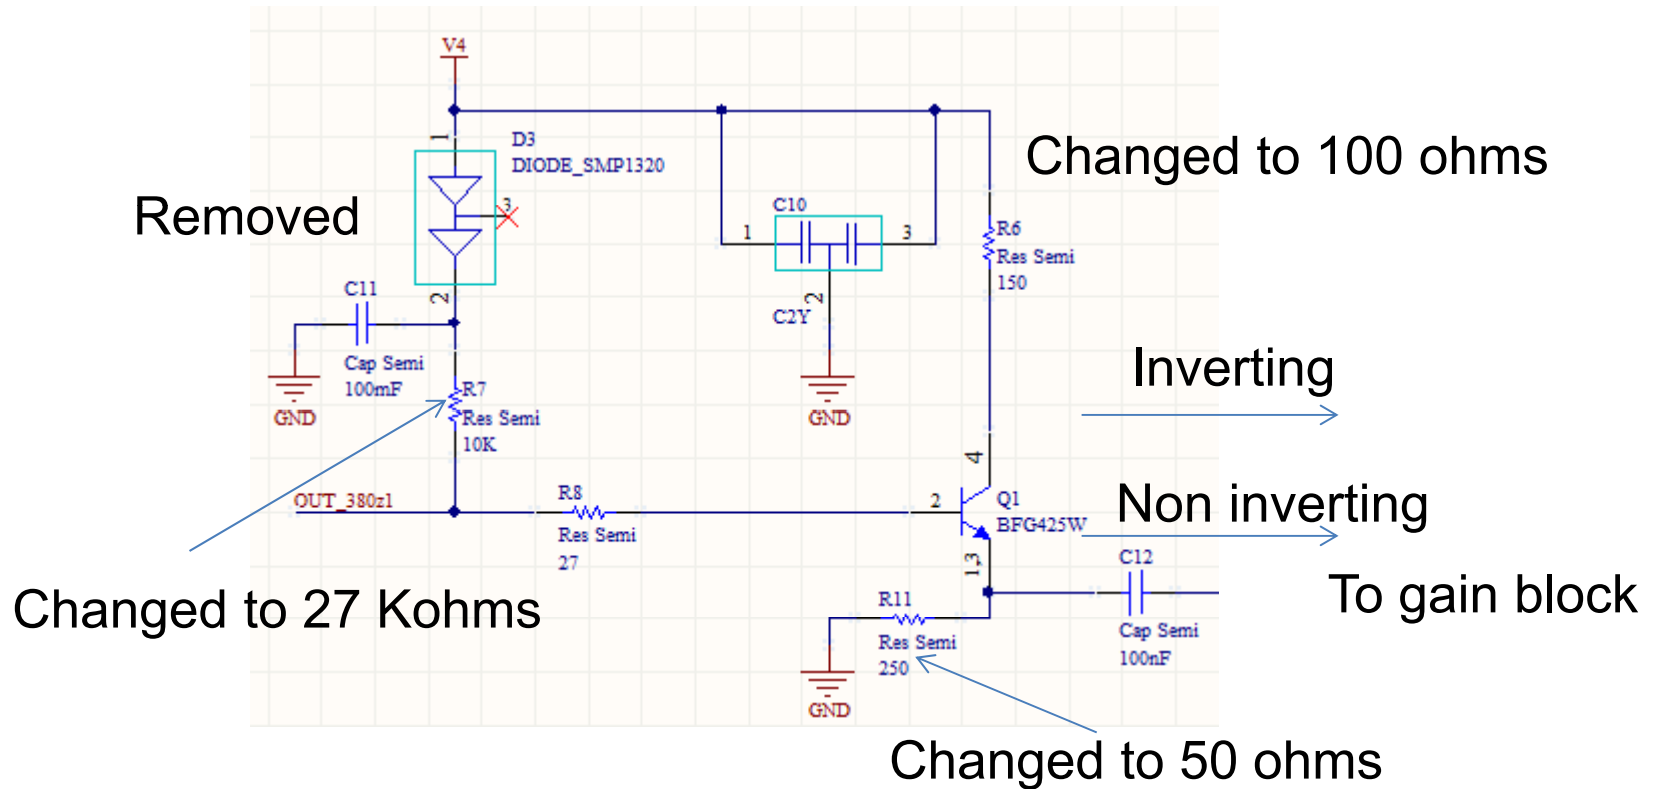 V4
1
D3
DIODE_SMP1320
Changed to 100 ohms
Removed
3
C10
1
3
R6
Res Semi
150
2
C11
2
C2Y
Cap Semi
100mF
GND
R7
Res Semi
10K
GND
Inverting
4
OUT_380z1
R8
Res Semi
27
2
Q1
BFG425W
Non inverting
1,3
C12
Cap Semi
100nF
To gain block
Changed to 27 Kohms
R11
Res Semi
250
GND
Changed to 50 ohms